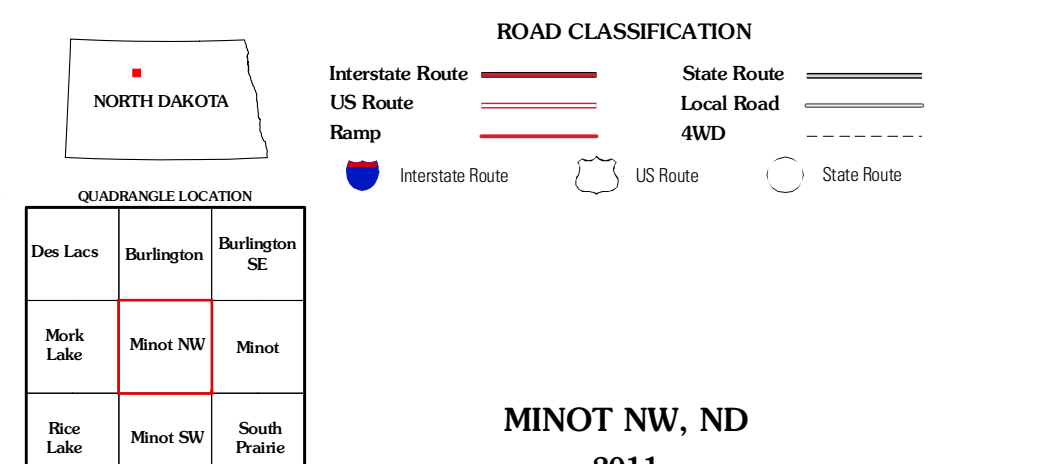 ROAD CLASSIFICATION
Interstate Route
State Route
US Route
Local Road
Ramp
4WD
Interstate Route
US Route
State Route
NORTH DAKOTA
QUADRANGLE LOCATION
Des Lacs
Burlington
Burlington
SE
Mork
Lake
Minot NW
Minot
Rice
Lake
Minot SW
South
Prairie
MINOT NW, ND
2011